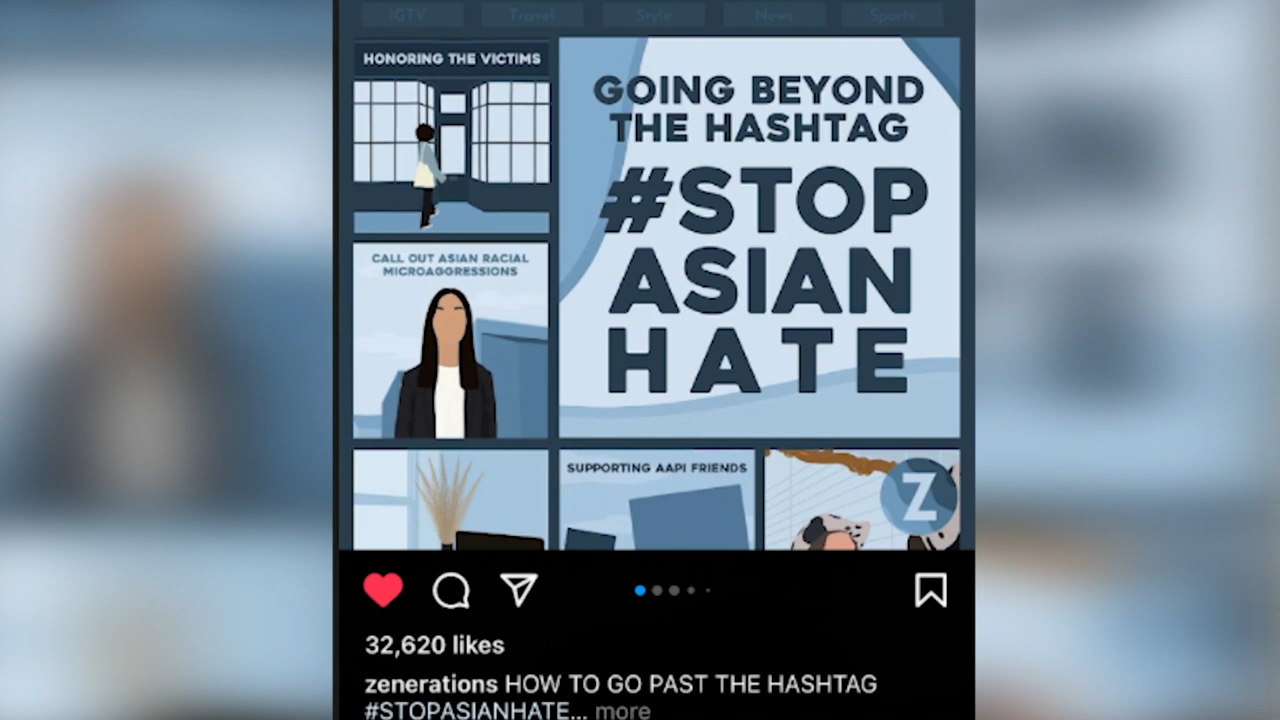 IGTV
Travel
Style
News
Sports
HONORING THE VICTIMS
GOING BEYOND
THE HASHTAG
#STOP
ASIAN
HATE
CALL OUT ASIAN RACIAL
MICROAGGRESSIONS
SUPPORTING AAPI FRIENDS
Z
32,620 likes
zenerations HOW TO GO PAST THE HASHTAG
#STOPASIANHATE... more